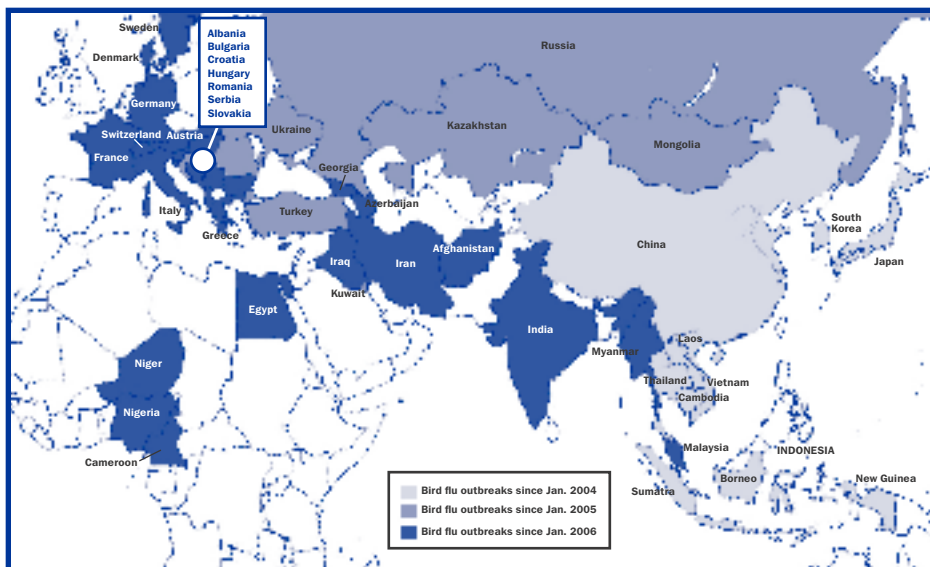 Sweden
Albania
Bulgaria
Croatia
Hungary
Romania
Serbia
Slovakia
Russia
Denmark
Germany
Switzerland
Austria
Ukraine
Kazakhstan
Mongolia
France
Georgia
Azerbaijan
Italy
Turkey
Greece
South
Korea
China
Japan
Iraq
Iran
Afghanistan
Kuwait
Egypt
India
Myanmar
Laos
Niger
Thailand
Vietnam
Cambodia
Nigeria
Cameroon
Malaysia
INDONESIA
Sumatra
Borneo
New Guinea
Bird flu outbreaks since Jan. 2004
Bird flu outbreaks since Jan. 2005
Bird flu outbreaks since Jan. 2006